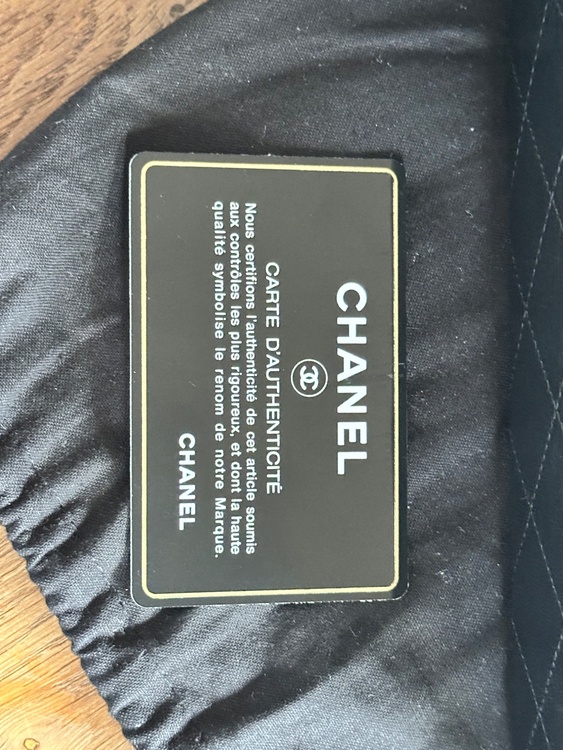 CHANEL
CARTE D'AUTHENTICITÉ
Nous certifions l'authenticité de cet article soumis
aux contrôles les plus rigoureux, et dont la haute
qualité symbolise le renom de notre Marque.
CHANEL